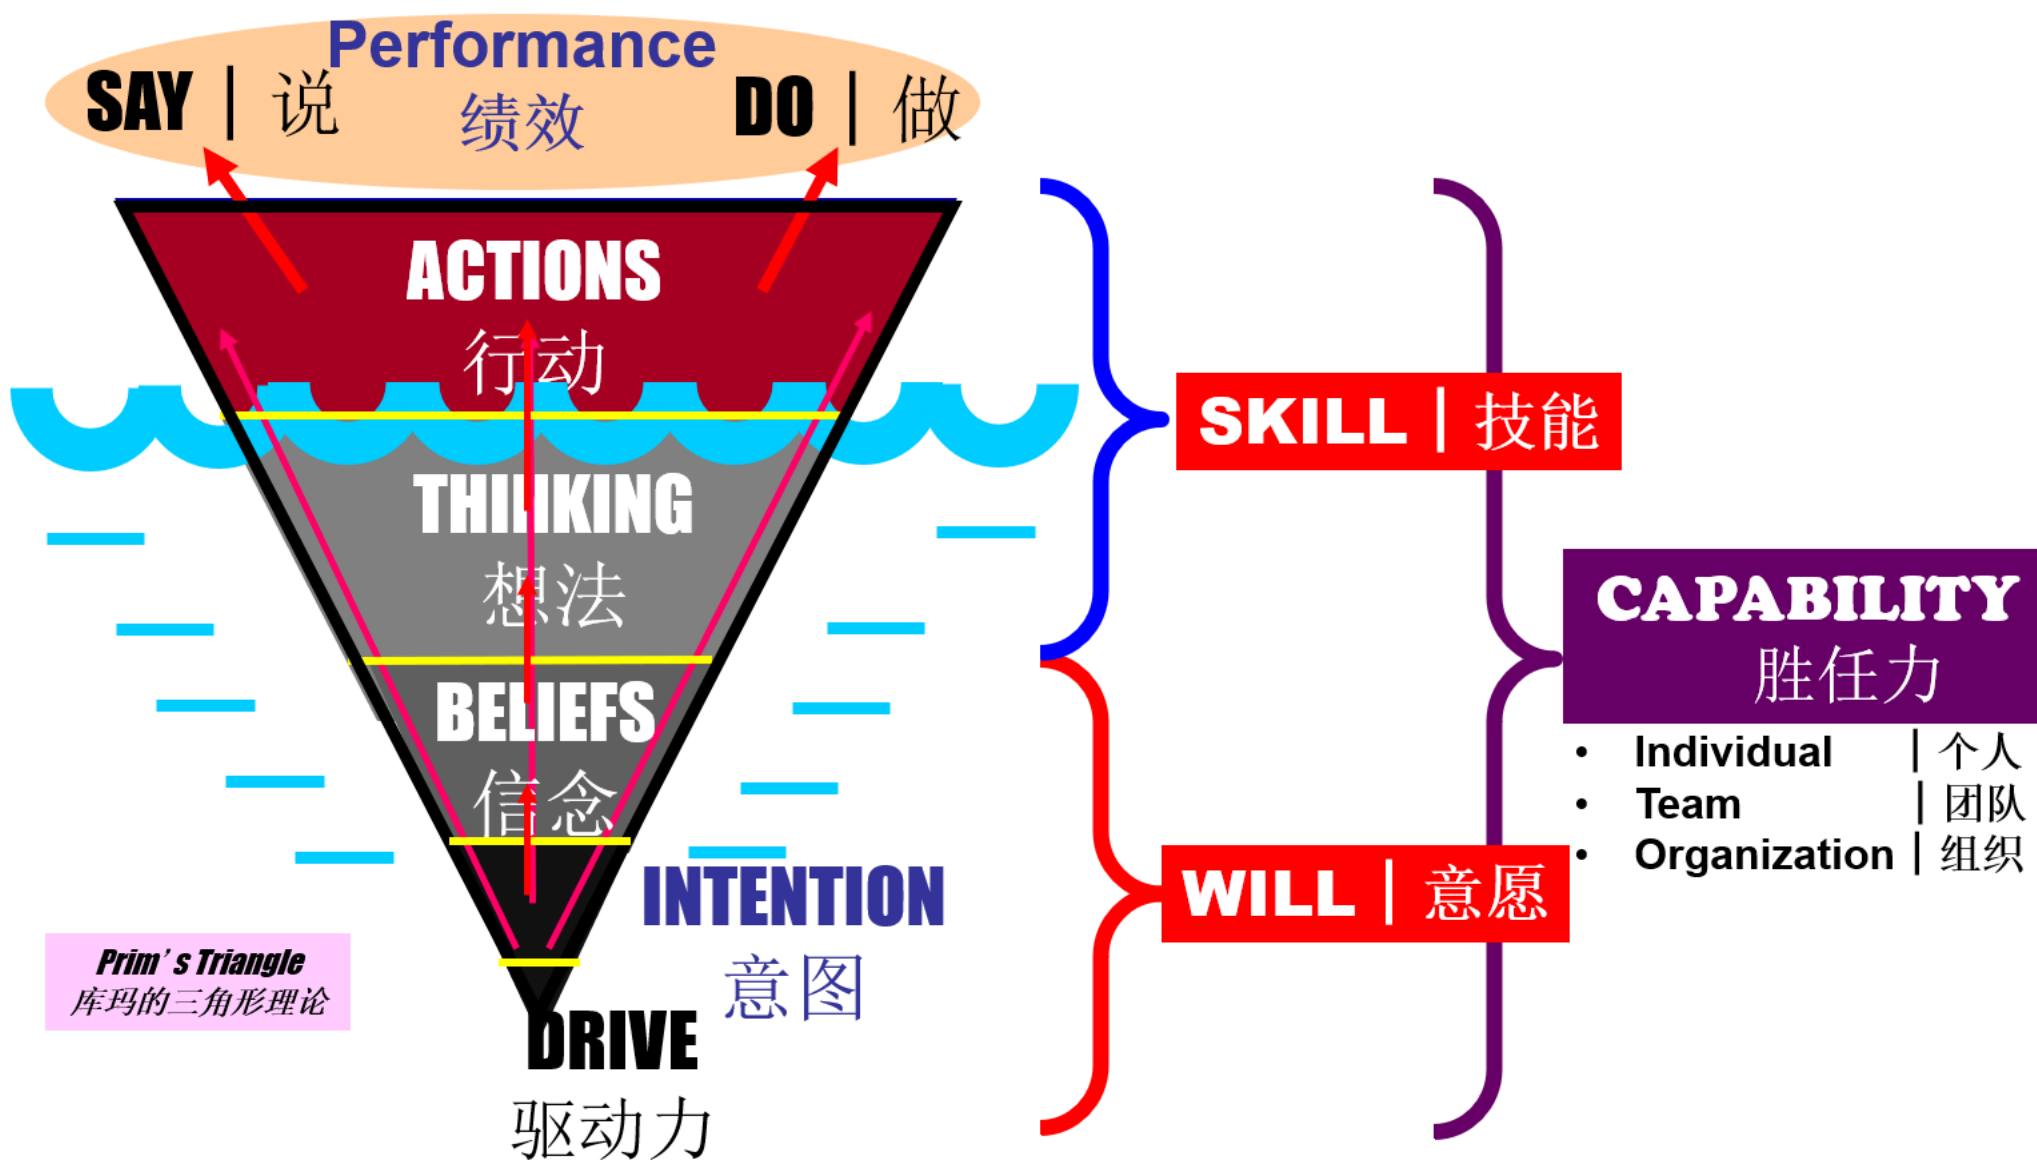 Performance
SAY | 说
绩效
DO | 做
ACTIONS
行动
THINKING
想法
BELIEFS
信念
INTENTION
意图
DRIVE
驱动力
Prim's Triangle
库玛的三角形理论
SKILL | 技能
WILL | 意愿
CAPABILITY
胜任力
• Individual | 个人
• Team | 团队
• Organization | 组织